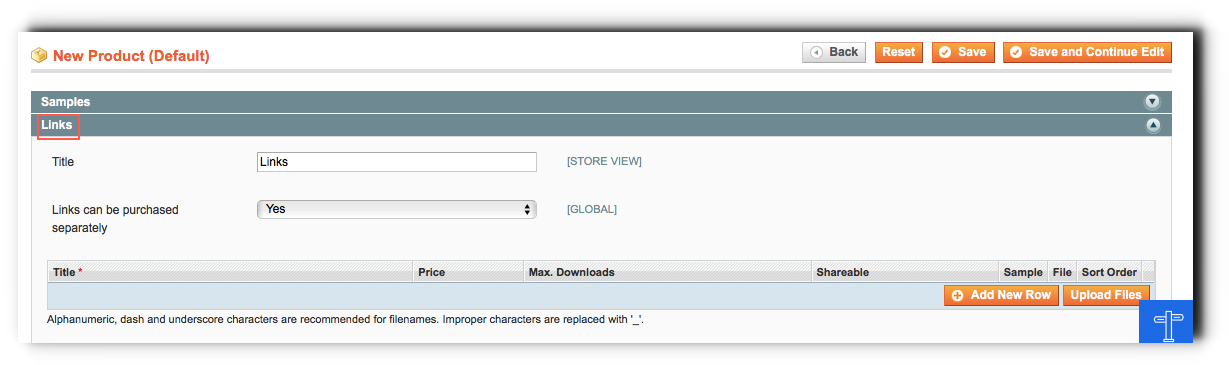 New Product (Default)
Back Reset Save Save and Continue Edit
Samples
Links
Title Links [STORE VIEW]
Links can be purchased separately Yes [GLOBAL]
Title * Price Max. Downloads Shareable Sample File Sort Order
Add New Row Upload Files
Alphanumeric, dash and underscore characters are recommended for filenames. Improper characters are replaced with '_'.